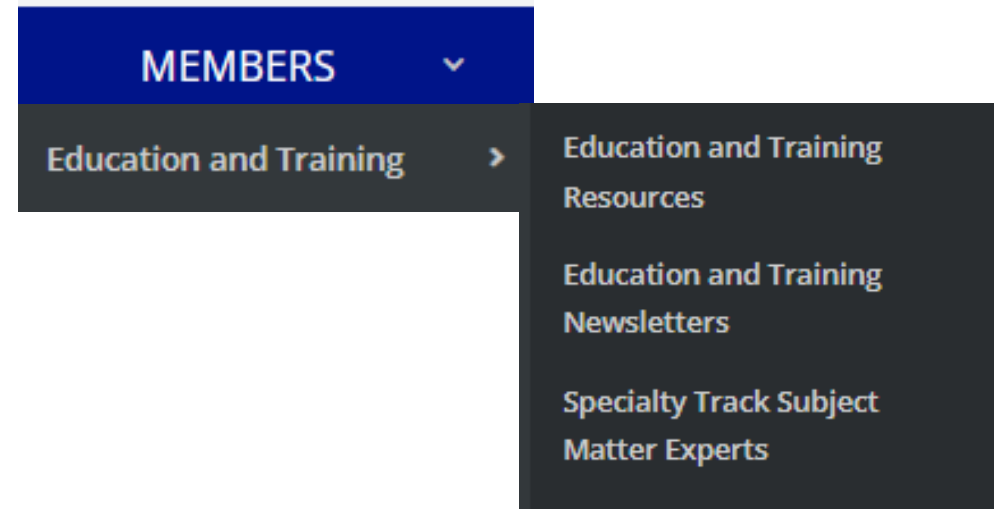 MEMBERS
Education and Training
Education and Training
Resources
Education and Training
Newsletters
Specialty Track Subject
Matter Experts